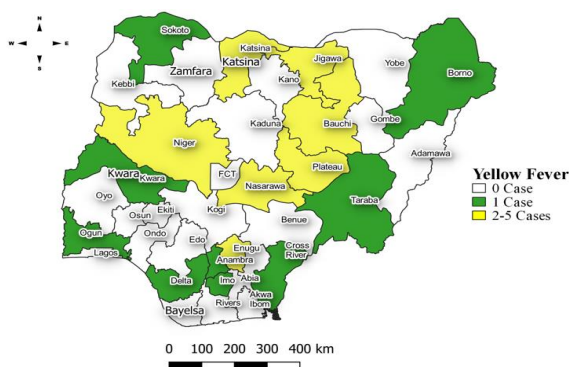 N
W E
S
Sokoto
Katsina
Jigawa
Yobe
Borno
Kebbi
Zamfara
Katsina
Kano
Bauchi
Gombe
Adamawa
Kaduna
Niger
Plateau
FCT
Nasarawa
Taraba
Kwara
Kwara
Kogi
Benue
Oyo
Osun
Ekiti
Ogun
Ondo
Edo
Enugu
Anambra
Cross
River
Lagos
Delta
Imo
Abia
Akwa
Ibom
Rivers
Bayelsa
Yellow Fever
0 Case
1 Case
2-5 Cases
0 100 200 300 400 km